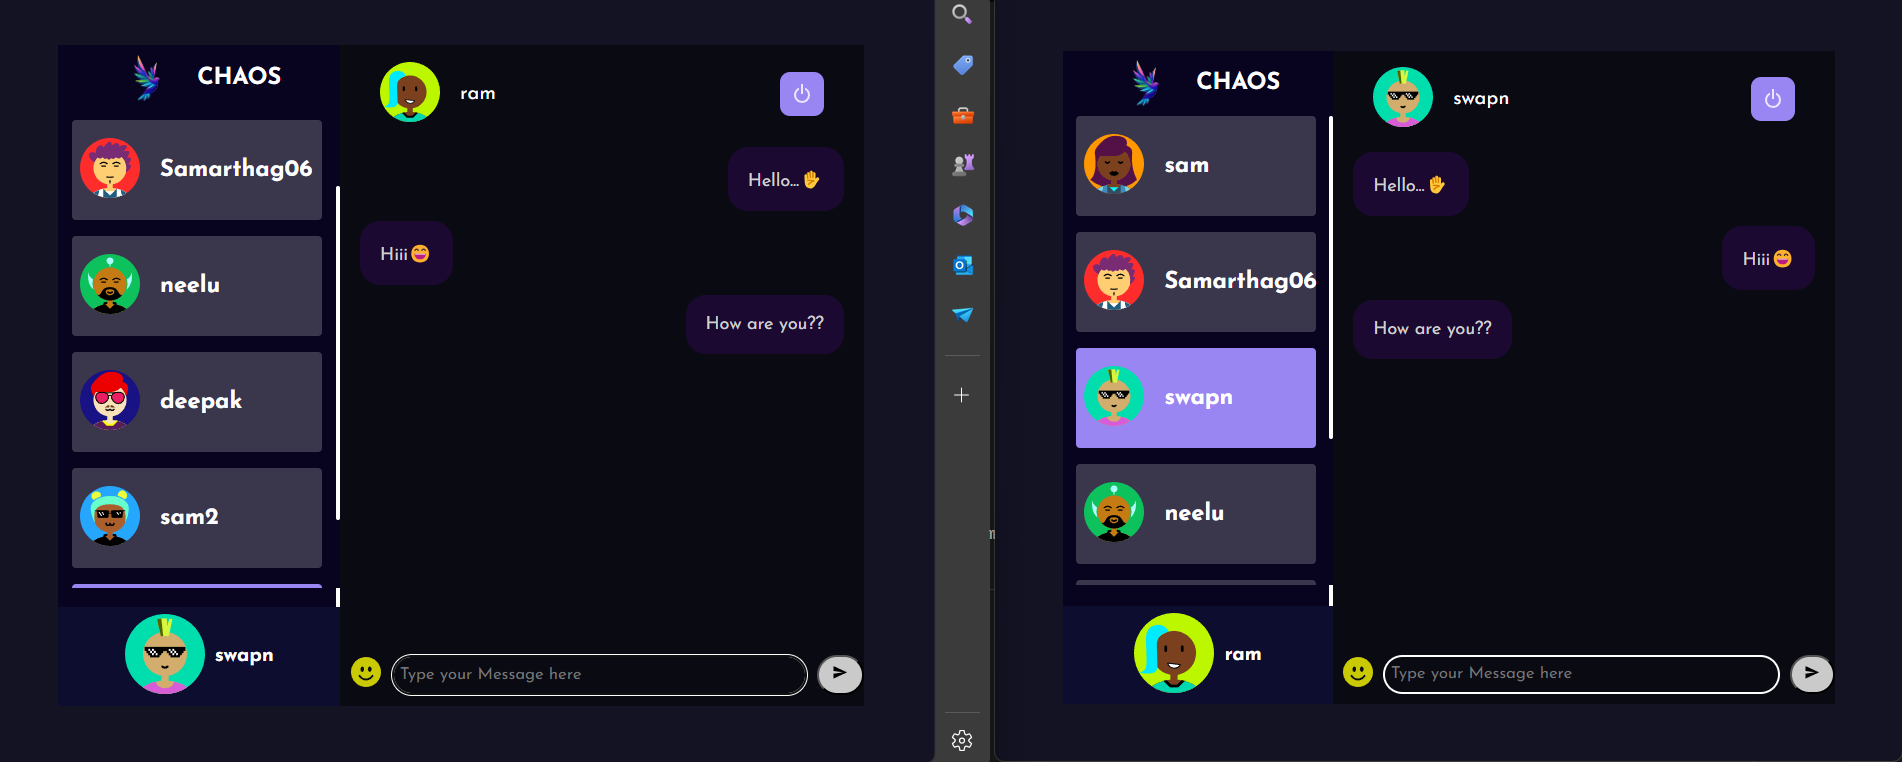 CHAOS
Samarthag06
neelu
deepak
sam2
swapn
ram
Hello...✋
Hiii😄
How are you??
Type your Message here
m
CHAOS
sam
Samarthag06
swapn
neelu
ram
swapn
Hello...✋
Hiii😄
How are you??
Type your Message here